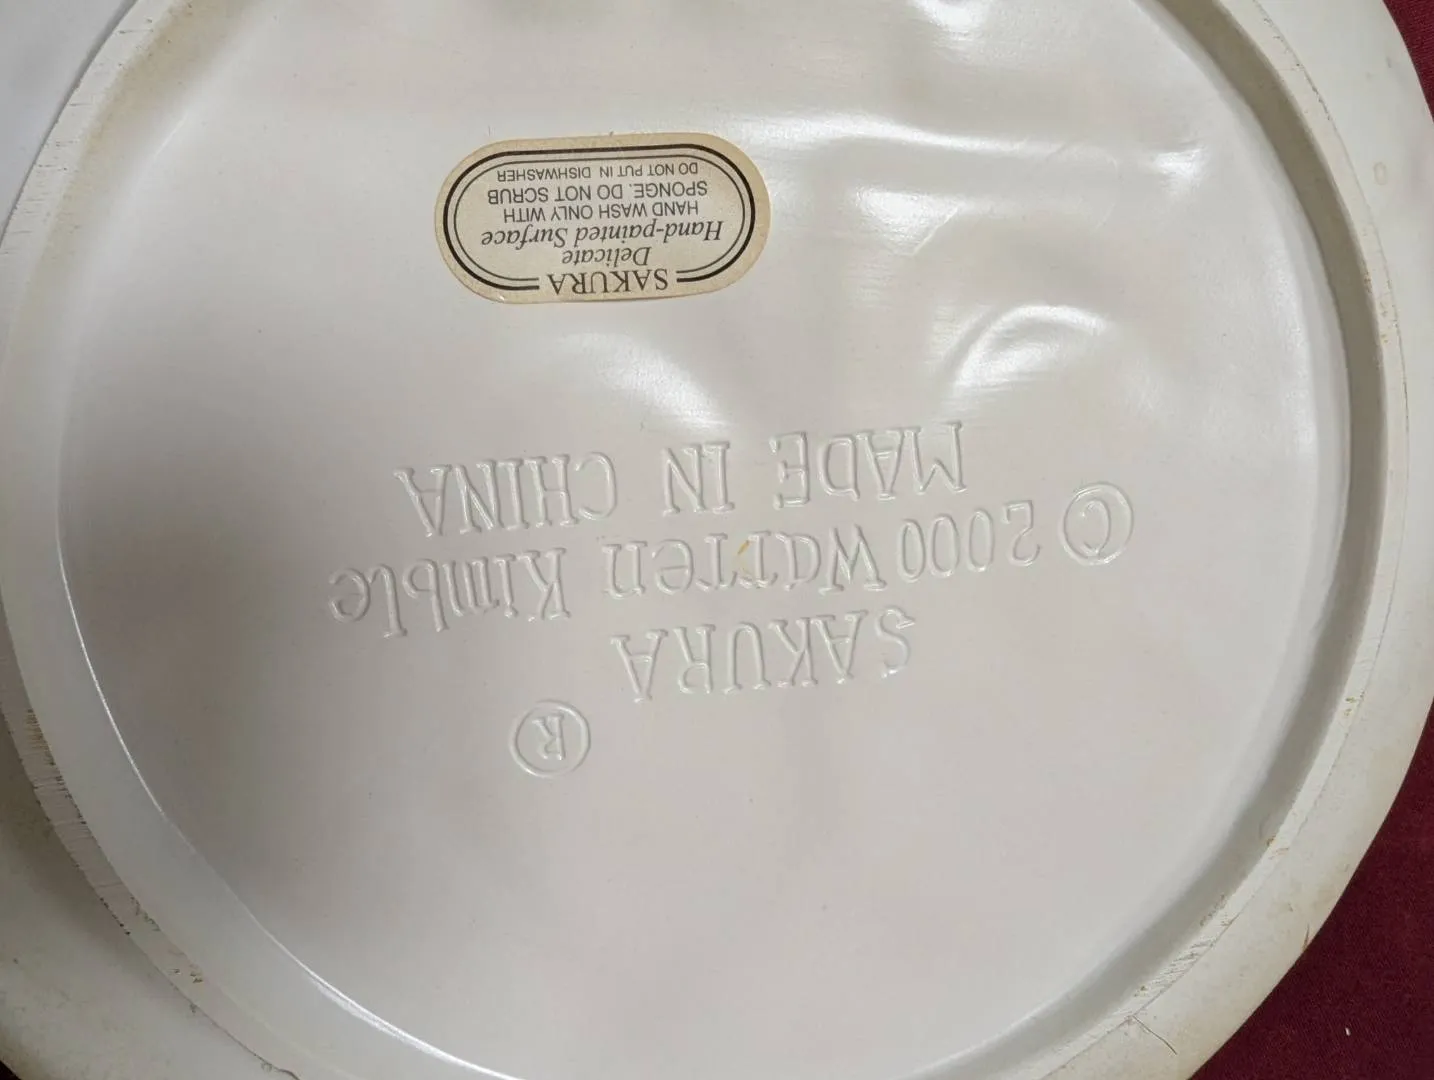 SAKURA
Delicate
Hand-painted Surface
HAND WASH ONLY WITH
SPONGE. DO NOT SCRUB
DO NOT PUT IN DISHWASHER
®
SAKURA
© 2000 Warren Kimble
MADE IN CHINA